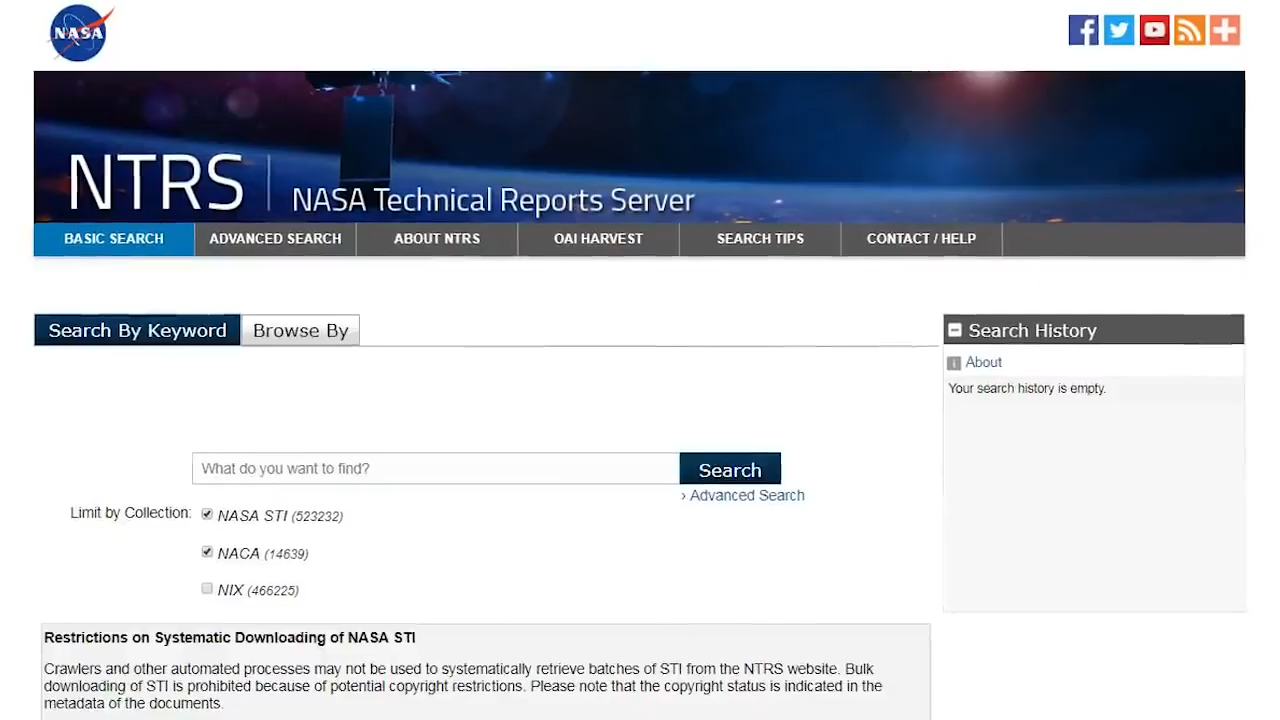 NASA
NTRS | NASA Technical Reports Server
BASIC SEARCH ADVANCED SEARCH ABOUT NTRS OAI HARVEST SEARCH TIPS CONTACT / HELP
Search By Keyword Browse By
Search History
About
Your search history is empty.
What do you want to find? Search
› Advanced Search
Limit by Collection: NASA STI (523232)
NACA (14639)
NIX (466225)
Restrictions on Systematic Downloading of NASA STI
Crawlers and other automated processes may not be used to systematically retrieve batches of STI from the NTRS website. Bulk
downloading of STI is prohibited because of potential copyright restrictions. Please note that the copyright status is indicated in the
metadata of the documents.